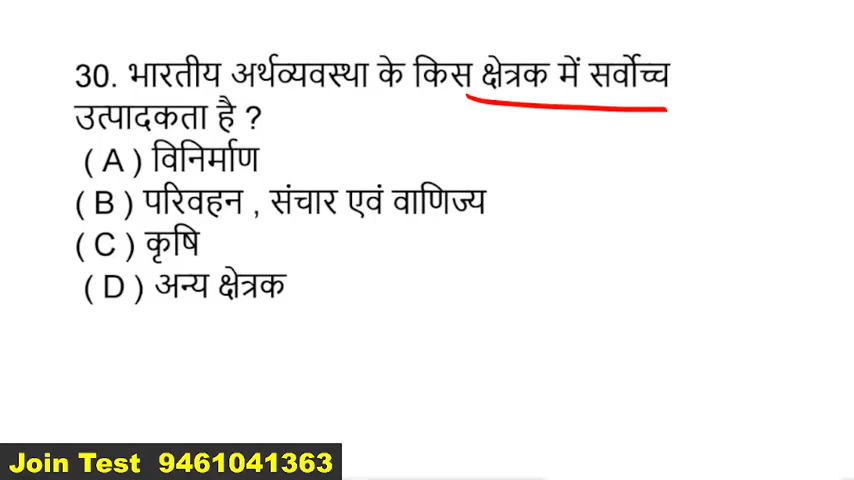 30. भारतीय अर्थव्यवस्था के किस क्षेत्रक में सर्वोच्च
उत्पादकता है ?
( A ) विनिर्माण
( B ) परिवहन , संचार एवं वाणिज्य
( C ) कृषि
( D ) अन्य क्षेत्रक
Join Test 9461041363